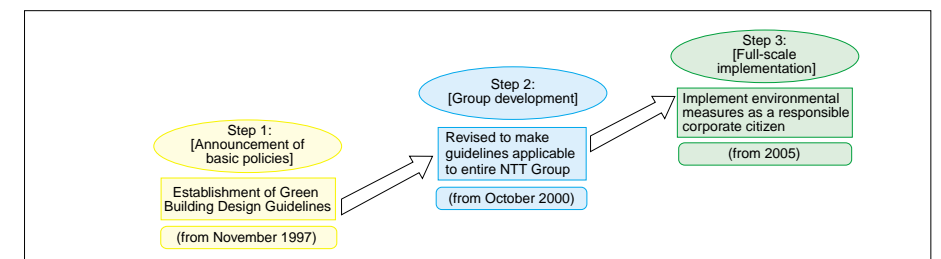 Step 1:
[Announcement of
basic policies]
Establishment of Green
Building Design Guidelines
(from November 1997)
Step 2:
[Group development]
Revised to make
guidelines applicable
to entire NTT Group
(from October 2000)
Step 3:
[Full-scale
implementation]
Implement environmental
measures as a responsible
corporate citizen
(from 2005)